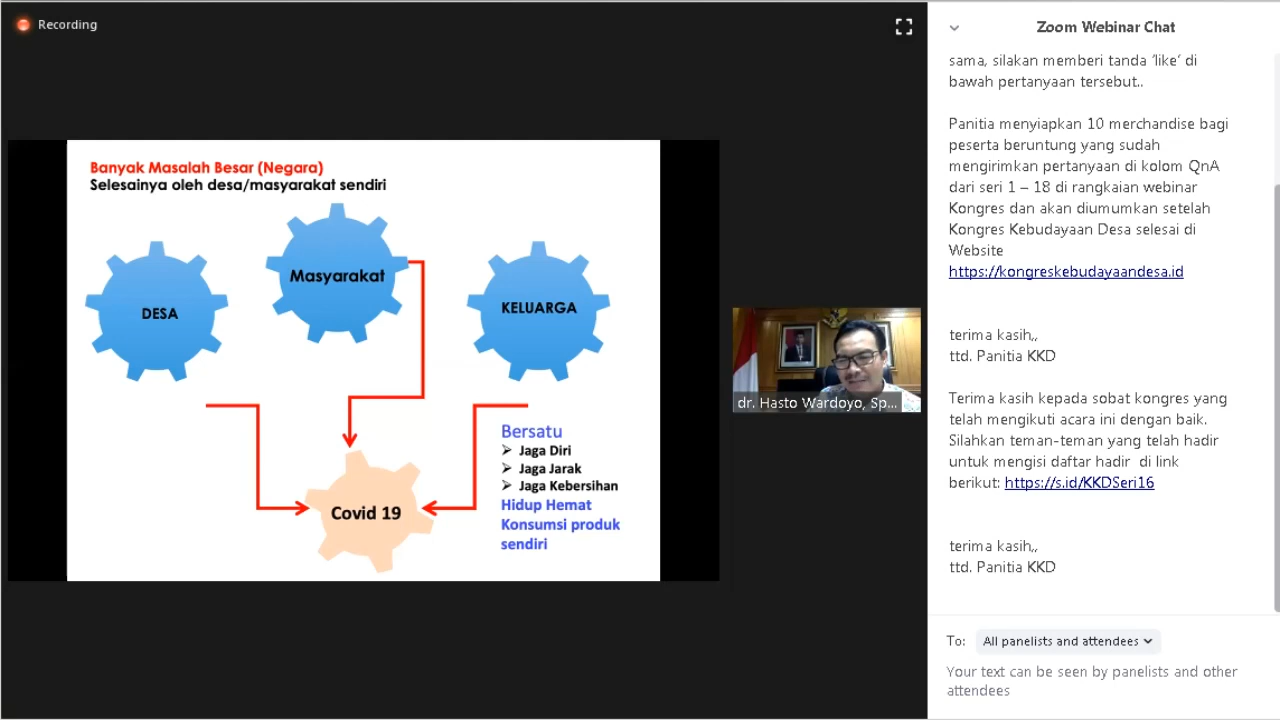 Recording
Banyak Masalah Besar (Negara)
Selesainya oleh desa/masyarakat sendiri
DESA
Masyarakat
KELUARGA
Covid 19
Bersatu
➢ Jaga Diri
➢ Jaga Jarak
➢ Jaga Kebersihan
Hidup Hemat
Konsumsi produk
sendiri
dr. Hasto Wardoyo, Sp...
Zoom Webinar Chat
sama, silakan memberi tanda ‘like’ di
bawah pertanyaan tersebut..
Panitia menyiapkan 10 merchandise bagi
peserta beruntung yang sudah
mengirimkan pertanyaan di kolom QnA
dari seri 1 – 18 di rangkaian webinar
Kongres dan akan diumumkan setelah
Kongres Kebudayaan Desa selesai di
Website
https://kongreskebudayaandesa.id
terima kasih,,
ttd. Panitia KKD
Terima kasih kepada sobat kongres yang
telah mengikuti acara ini dengan baik.
Silahkan teman-teman yang telah hadir
untuk mengisi daftar hadir  di link
berikut: https://s.id/KKDSeri16
terima kasih,,
ttd. Panitia KKD
To: All panelists and attendees
Your text can be seen by panelists and other
attendees